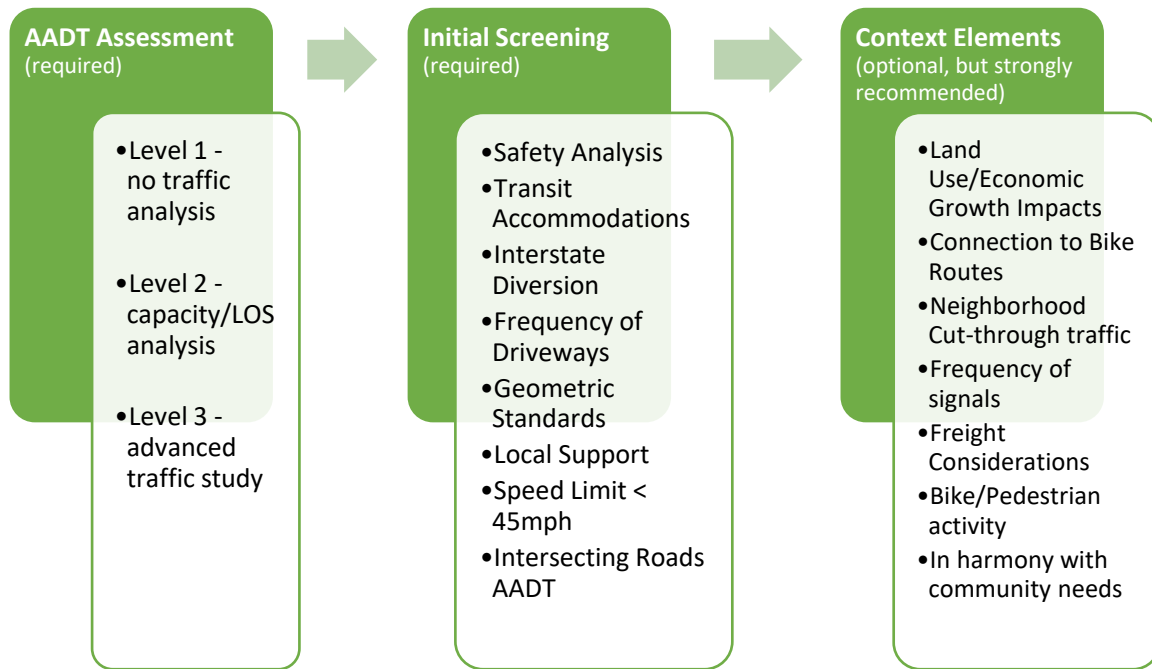 AADT Assessment
(required)
•Level 1 -
no traffic
analysis
•Level 2 -
capacity/LOS
analysis
•Level 3 -
advanced
traffic study
Initial Screening
(required)
•Safety Analysis
•Transit
Accommodations
•Interstate
Diversion
•Frequency of
Driveways
•Geometric
Standards
•Local Support
•Speed Limit <
45mph
•Intersecting Roads
AADT
Context Elements
(optional, but strongly
recommended)
•Land
Use/Economic
Growth Impacts
•Connection to Bike
Routes
•Neighborhood
Cut-through traffic
•Frequency of
signals
•Freight
Considerations
•Bike/Pedestrian
activity
•In harmony with
community needs